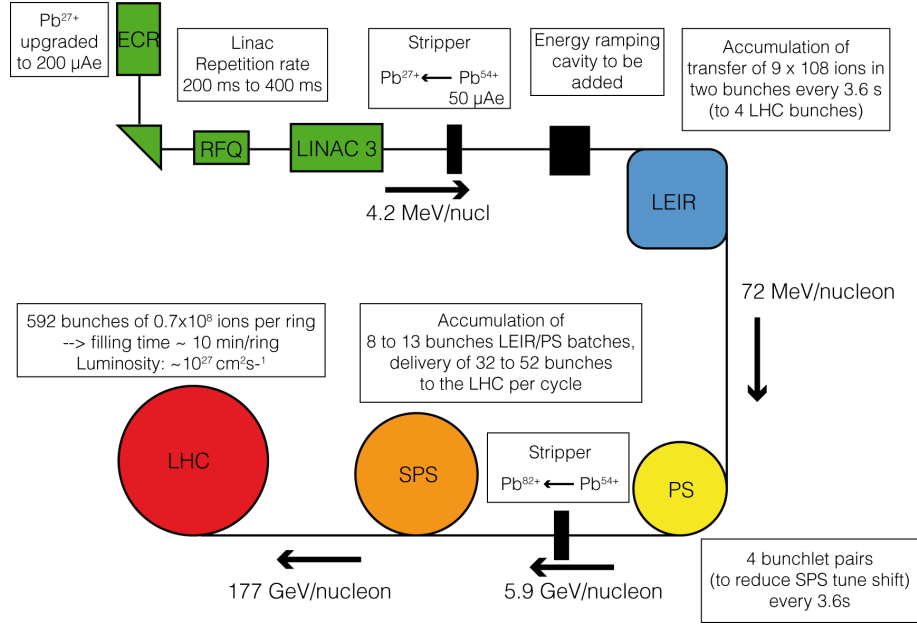 Pb²⁷⁺
upgraded
to 200 µAe
ECR
Linac
Repetition rate
200 ms to 400 ms
Stripper
Pb²⁷⁺ ← Pb⁵⁴⁺
50 µAe
Energy ramping
cavity to be
added
Accumulation of
transfer of 9 x 108 ions in
two bunches every 3.6 s
(to 4 LHC bunches)
RFQ
LINAC 3
4.2 MeV/nucl
LEIR
72 MeV/nucleon
592 bunches of 0.7x10⁸ ions per ring
--> filling time ~ 10 min/ring
Luminosity: ~10²⁷ cm²s-¹
Accumulation of
8 to 13 bunches LEIR/PS batches,
delivery of 32 to 52 bunches
to the LHC per cycle
LHC
SPS
Stripper
Pb⁸²⁺ ← Pb⁵⁴⁺
PS
177 GeV/nucleon
5.9 GeV/nucleon
4 bunchlet pairs
(to reduce SPS tune shift)
every 3.6s